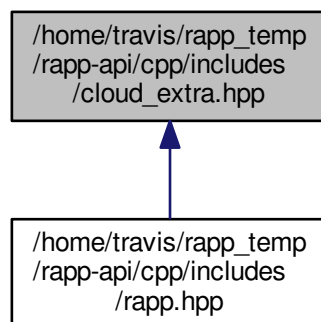 /home/travis/rapp_temp
/rapp-api/cpp/includes
/cloud_extra.hpp
/home/travis/rapp_temp
/rapp-api/cpp/includes
/rapp.hpp